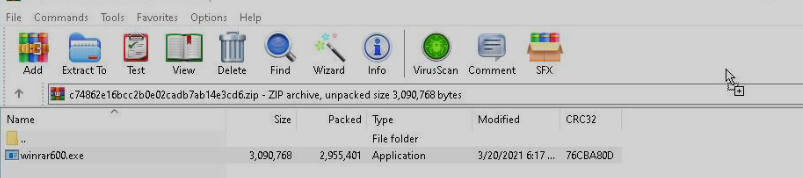 File Commands Tools Favorites Options Help
Add Extract To Test View Delete Find Wizard Info VirusScan Comment SFX
c74862e16bcc2b0e02cadb7ab14e3cd6.zip - ZIP archive, unpacked size 3,090,768 bytes
Name Size Packed Type Modified CRC32
.. File folder
winrar600.exe 3,090,768 2,955,401 Application 3/20/2021 6:17 ... 76CBA80D